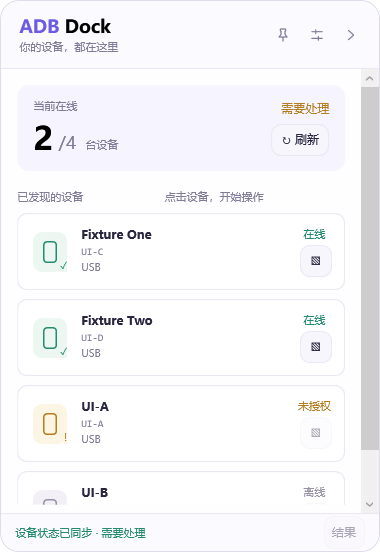 ADB Dock
你的设备，都在这里
当前在线
需要处理
2 /4 台设备
↻ 刷新
已发现的设备
点击设备，开始操作
Fixture One
在线
UI-C
USB
Fixture Two
在线
UI-D
USB
UI-A
未授权
UI-A
USB
UI-B
离线
设备状态已同步 · 需要处理
结果